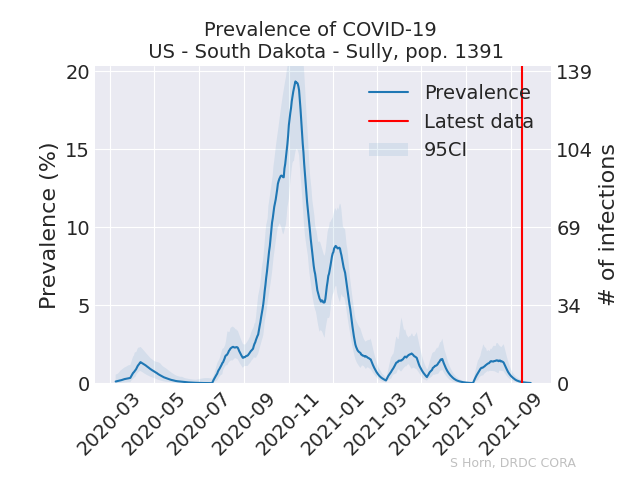 Prevalence of COVID-19
US - South Dakota - Sully, pop. 1391
Prevalence (%)
20
15
10
5
0
139
104
69
34
0
# of infections
Prevalence
Latest data
95CI
2020-03
2020-05
2020-07
2020-09
2020-11
2021-01
2021-03
2021-05
2021-07
2021-09
S Horn, DRDC CORA